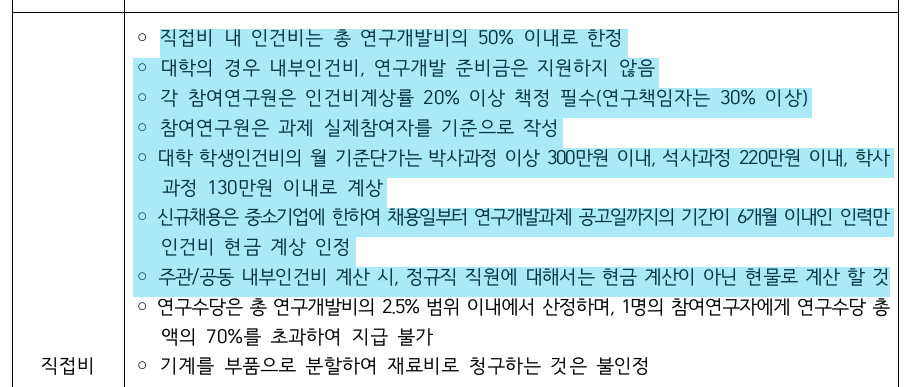 ○ 직접비 내 인건비는 총 연구개발비의 50% 이내로 한정
○ 대학의 경우 내부인건비, 연구개발 준비금은 지원하지 않음
○ 각 참여연구원은 인건비계상률 20% 이상 책정 필수(연구책임자는 30% 이상)
○ 참여연구원은 과제 실제참여자를 기준으로 작성
○ 대학 학생인건비의 월 기준단가는 박사과정 이상 300만원 이내, 석사과정 220만원 이내, 학사
과정 130만원 이내로 계상
○ 신규채용은 중소기업에 한하여 채용일부터 연구개발과제 공고일까지의 기간이 6개월 이내인 인력만
인건비 현금 계상 인정
○ 주관/공동 내부인건비 계산 시, 정규직 직원에 대해서는 현금 계산이 아닌 현물로 계산 할 것
○ 연구수당은 총 연구개발비의 2.5% 범위 이내에서 산정하며, 1명의 참여연구자에게 연구수당 총
액의 70%를 초과하여 지급 불가
직접비
○ 기계를 부품으로 분할하여 재료비로 청구하는 것은 불인정